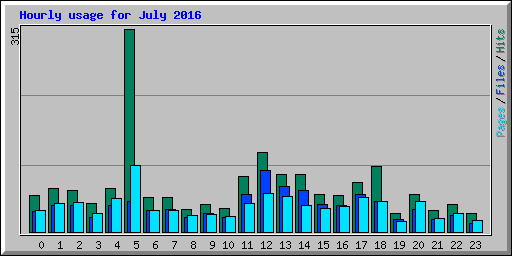 Hourly usage for July 2016
315
Pages / Files / Hits
0 1 2 3 4 5 6 7 8 9 10 11 12 13 14 15 16 17 18 19 20 21 22 23